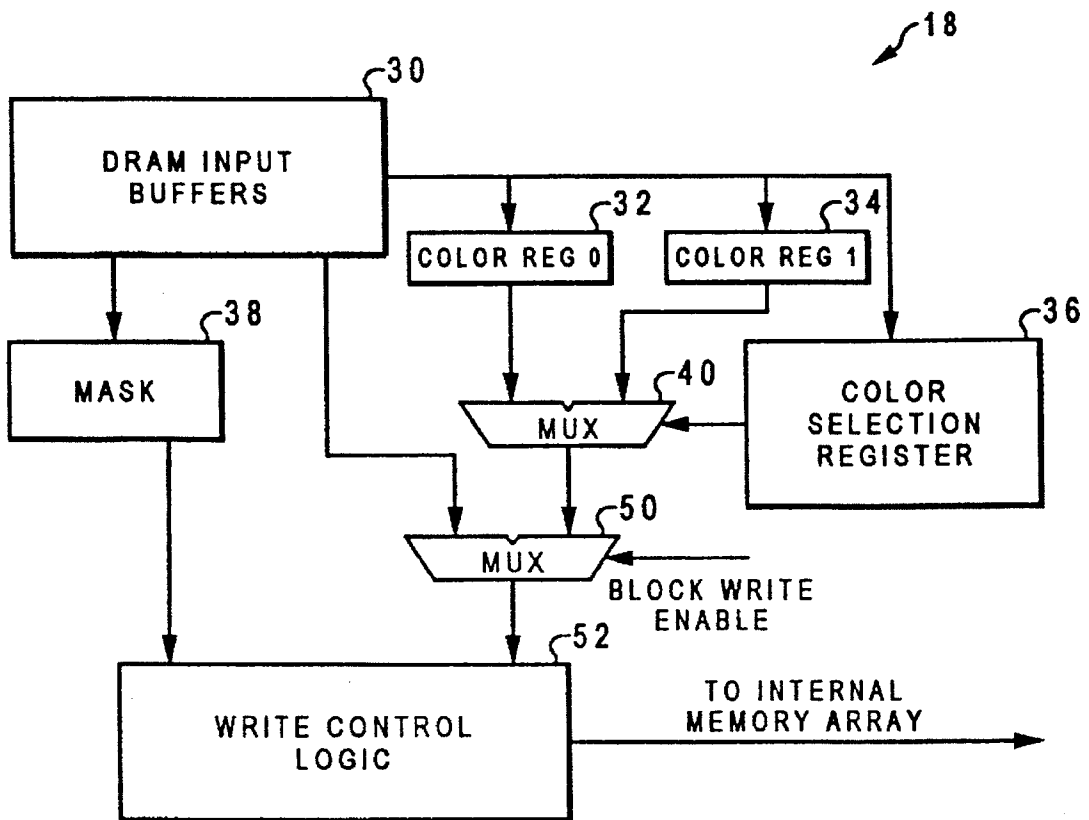 18
30
DRAM INPUT
BUFFERS
32
34
COLOR REG 0
COLOR REG 1
38
36
MASK
40
COLOR
SELECTION
REGISTER
MUX
50
MUX
BLOCK WRITE
ENABLE
52
WRITE CONTROL
LOGIC
TO INTERNAL
MEMORY ARRAY